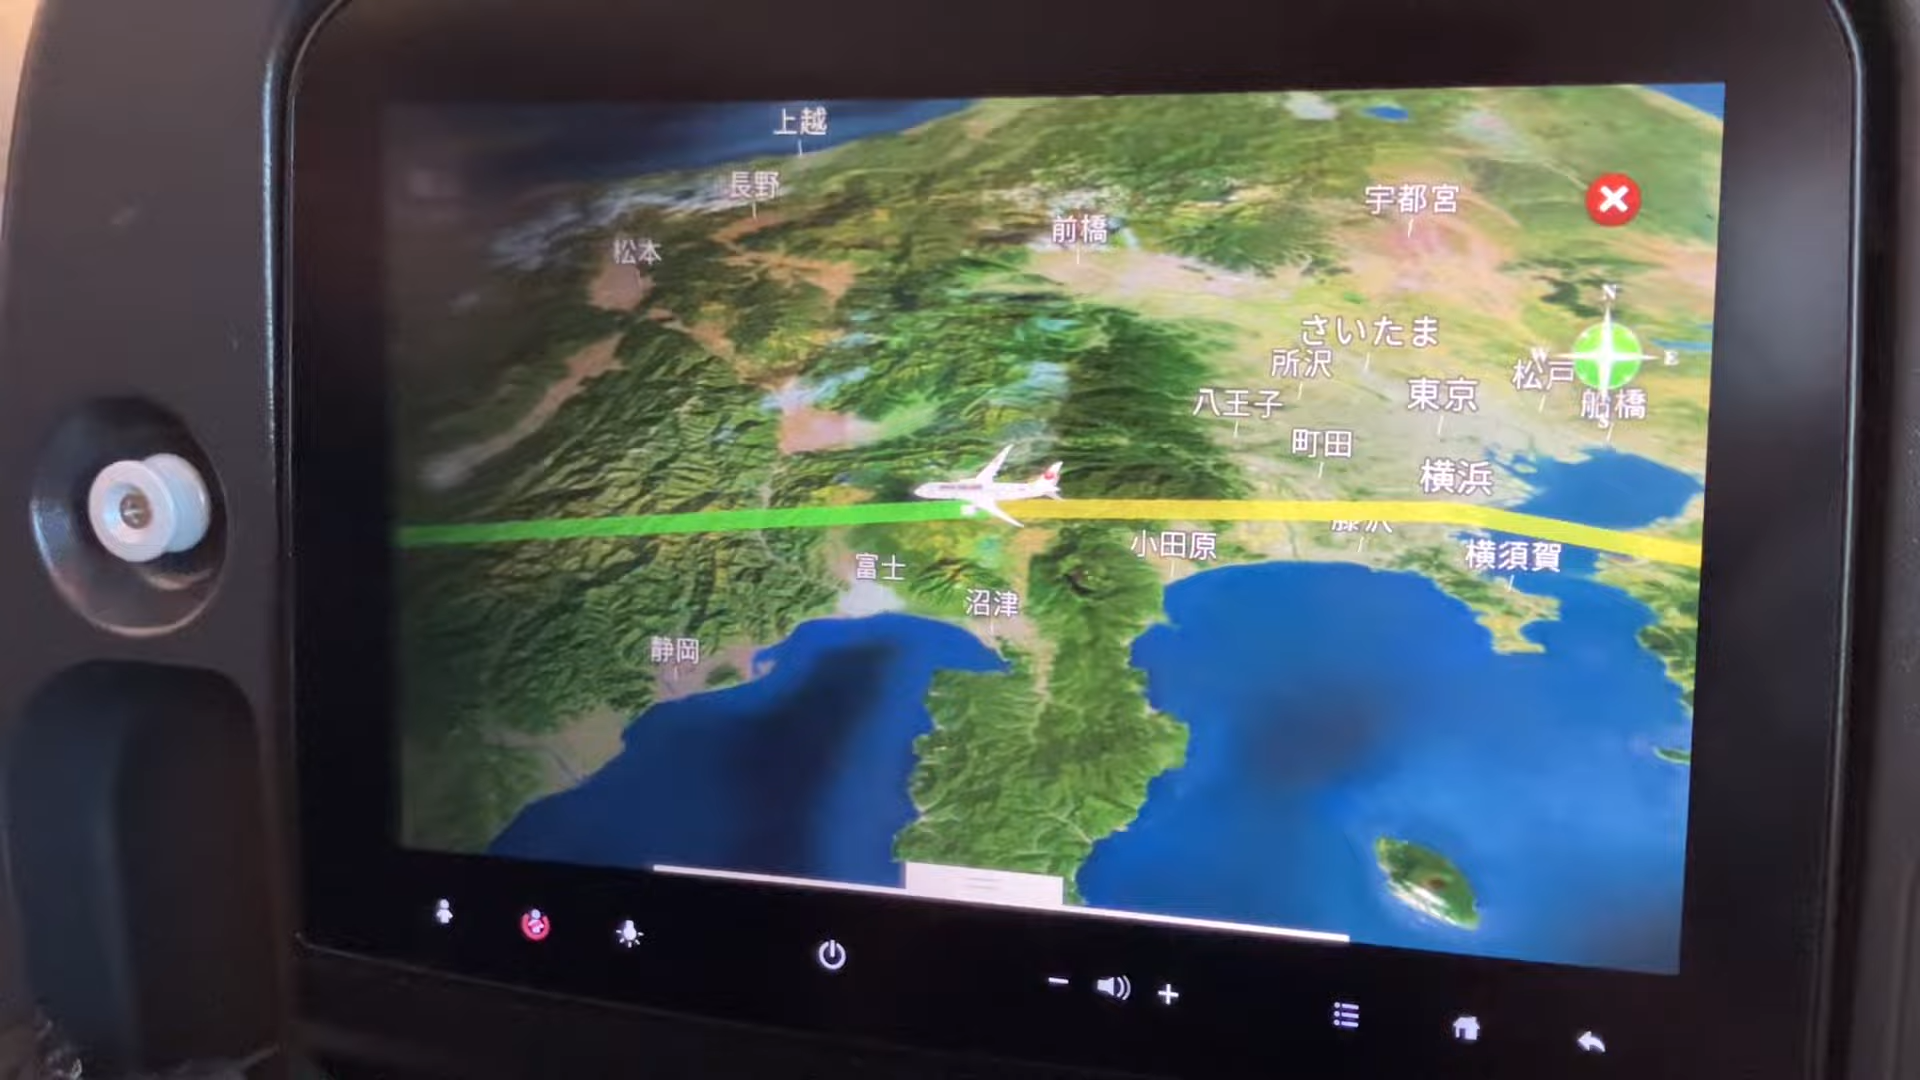 上越
長野
松本
前橋
宇都宮
N
さいたま
所沢
W
E
松戸
八王子
東京
船橋
S
町田
横浜
小田原
横須賀
富士
沼津
静岡